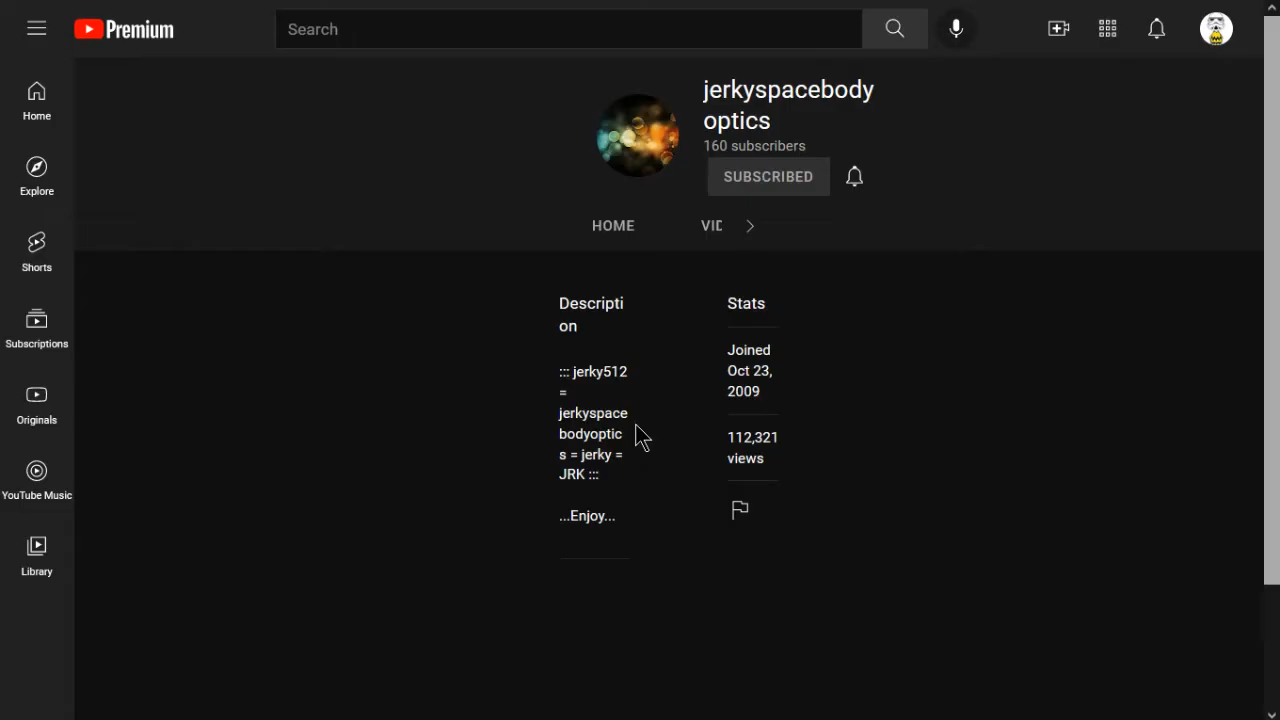 Premium
Search
Home
Explore
Shorts
Subscriptions
Originals
YouTube Music
Library
jerkyspacebody
optics
160 subscribers
SUBSCRIBED
HOME
VID
Descripti
on
::: jerky512
=
jerkyspace
bodyoptic
s = jerky =
JRK :::
...Enjoy...
Stats
Joined
Oct 23,
2009
112,321
views